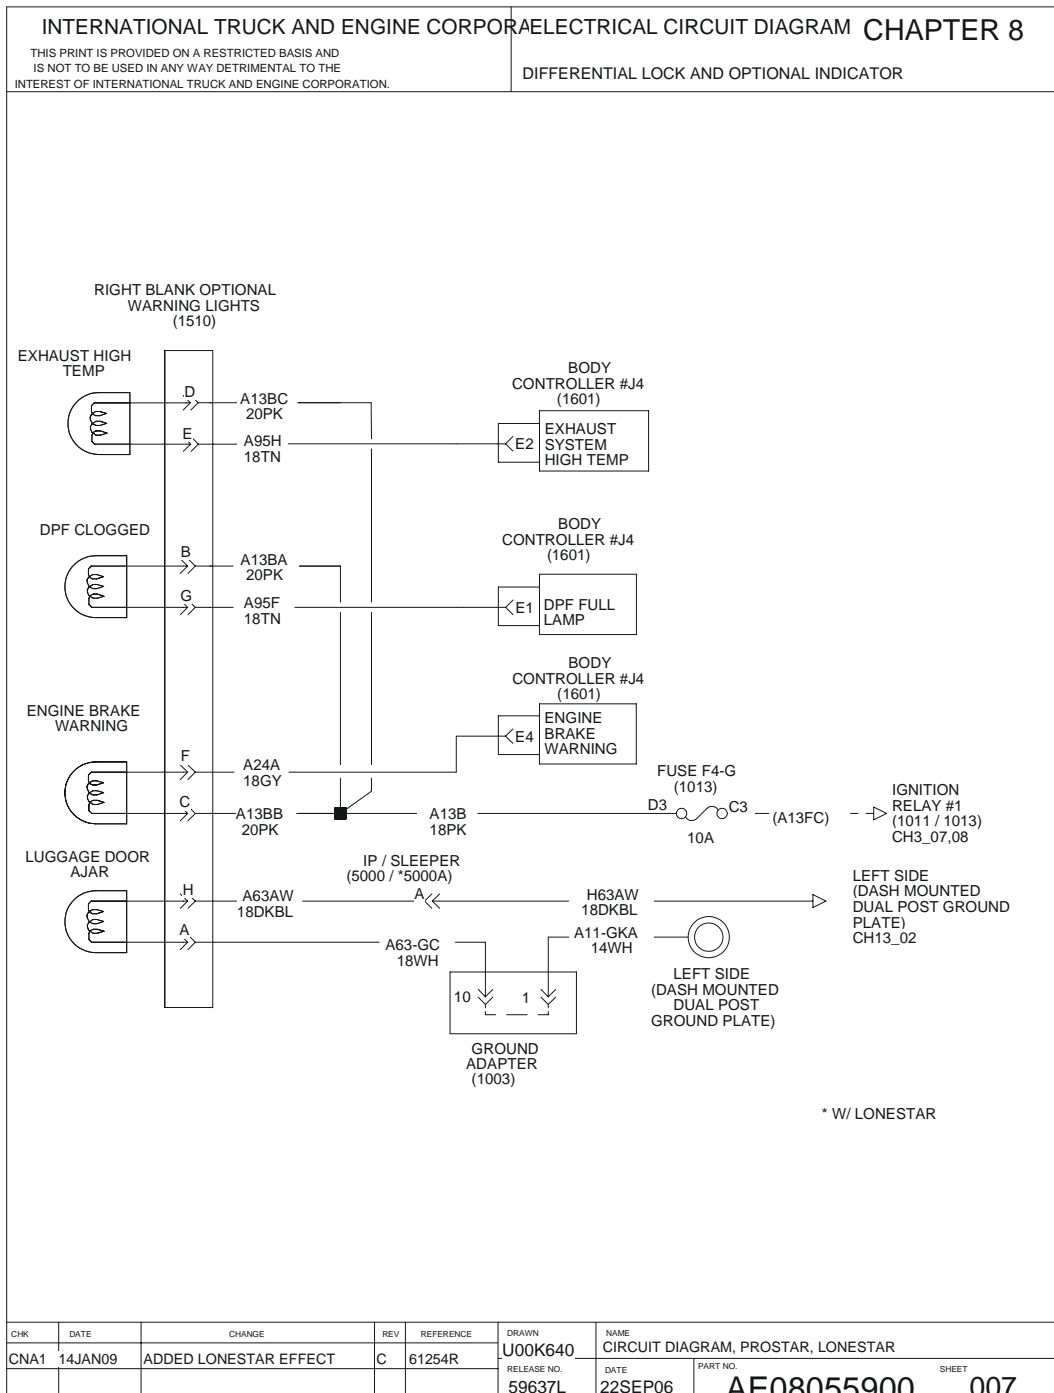 INTERNATIONAL TRUCK AND ENGINE CORPORA
ELECTRICAL CIRCUIT DIAGRAM CHAPTER 8
THIS PRINT IS PROVIDED ON A RESTRICTED BASIS AND
IS NOT TO BE USED IN ANY WAY DETRIMENTAL TO THE
INTEREST OF INTERNATIONAL TRUCK AND ENGINE CORPORATION.
DIFFERENTIAL LOCK AND OPTIONAL INDICATOR
RIGHT BLANK OPTIONAL
WARNING LIGHTS
(1510)
EXHAUST HIGH
TEMP
D
A13BC
20PK
E
A95H
18TN
BODY
CONTROLLER #J4
(1601)
E2
EXHAUST
SYSTEM
HIGH TEMP
DPF CLOGGED
B
A13BA
20PK
G
A95F
18TN
BODY
CONTROLLER #J4
(1601)
E1
DPF FULL
LAMP
ENGINE BRAKE
WARNING
F
A24A
18GY
C
A13BB
20PK
BODY
CONTROLLER #J4
(1601)
E4
ENGINE
BRAKE
WARNING
A13B
18PK
FUSE F4-G
(1013)
D3
C3
10A
(A13FC)
IGNITION
RELAY #1
(1011 / 1013)
CH3_07,08
LUGGAGE DOOR
AJAR
H
A63AW
18DKBL
A
A63-GC
18WH
IP / SLEEPER
(5000 / *5000A)
A
H63AW
18DKBL
LEFT SIDE
(DASH MOUNTED
DUAL POST GROUND
PLATE)
CH13_02
A11-GKA
14WH
LEFT SIDE
(DASH MOUNTED
DUAL POST
GROUND PLATE)
10
1
GROUND
ADAPTER
(1003)
* W/ LONESTAR
CHK DATE CHANGE REV REFERENCE
CNA1 14JAN09 ADDED LONESTAR EFFECT C 61254R
DRAWN
U00K640
NAME
CIRCUIT DIAGRAM, PROSTAR, LONESTAR
RELEASE NO.
59637L
DATE
22SEP06
PART NO.
AE08055900
SHEET
007